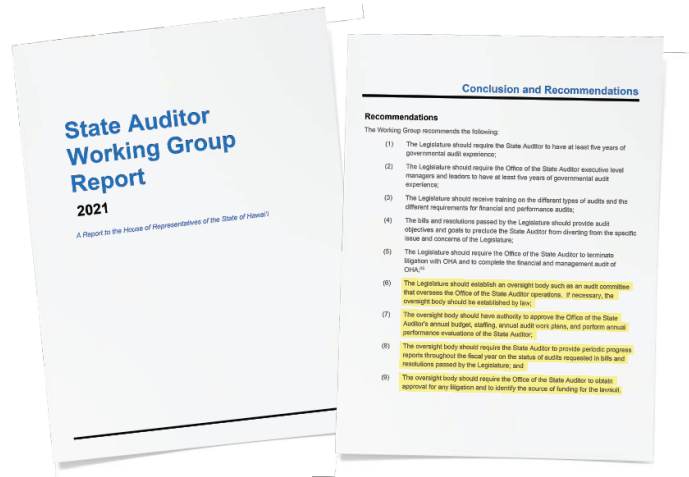 State Auditor
Working Group
Report
2021
A Report to the House of Representatives of the State of Hawai'i
Conclusion and Recommendations
Recommendations
The Working Group recommends the following:
(1) The Legislature should require the State Auditor to have at least five years of
governmental audit experience;
(2) The Legislature should require the Office of the State Auditor executive level
managers and leaders to have at least five years of governmental audit
experience;
(3) The Legislature should receive training on the different types of audits and the
different requirements for financial and performance audits;
(4) The bills and resolutions passed by the Legislature should provide audit
objectives and goals to preclude the State Auditor from diverting from the specific
issue and concerns of the Legislature;
(5) The Legislature should require the Office of the State Auditor to terminate
litigation with OHA and to complete the financial and management audit of
OHA;
(6) The Legislature should establish an oversight body such as an audit committee
that oversees the Office of the State Auditor operations. If necessary, the
oversight body should be established by law;
(7) The oversight body should have authority to approve the Office of the State
Auditor's annual budget, staffing, annual audit work plans, and perform annual
performance evaluations of the State Auditor;
(8) The oversight body should require the State Auditor to provide periodic progress
reports throughout the fiscal year on the status of audits requested in bills and
resolutions passed by the Legislature; and
(9) The oversight body should require the Office of the State Auditor to obtain
approval for any litigation and to identify the source of funding for the lawsuit.